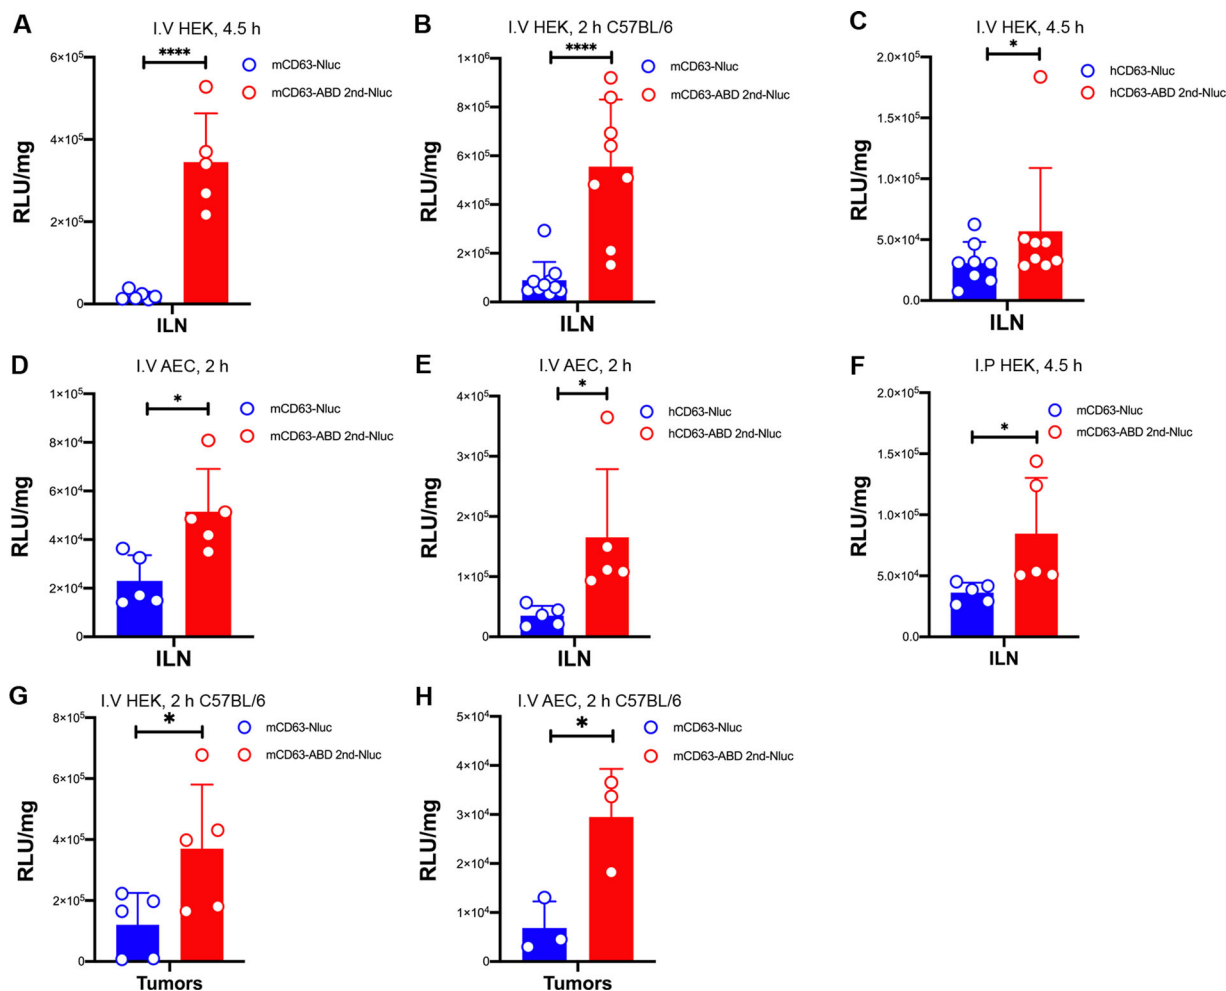 A
I.V HEK, 4.5 h
****
6×10⁵
4×10⁵
2×10⁵
0
RLU/mg
ILN
mCD63-Nluc
mCD63-ABD 2nd-Nluc
B
I.V HEK, 2 h C57BL/6
****
1×10⁶
8×10⁵
6×10⁵
4×10⁵
2×10⁵
0
RLU/mg
ILN
mCD63-Nluc
mCD63-ABD 2nd-Nluc
C
I.V HEK, 4.5 h
*
2.0×10⁵
1.5×10⁵
1.0×10⁵
5.0×10⁴
0.0
RLU/mg
ILN
hCD63-Nluc
hCD63-ABD 2nd-Nluc
D
I.V AEC, 2 h
*
1×10⁵
8×10⁴
6×10⁴
4×10⁴
2×10⁴
0
RLU/mg
ILN
mCD63-Nluc
mCD63-ABD 2nd-Nluc
E
I.V AEC, 2 h
*
4×10⁵
3×10⁵
2×10⁵
1×10⁵
0
RLU/mg
ILN
hCD63-Nluc
hCD63-ABD 2nd-Nluc
F
I.P HEK, 4.5 h
*
2.0×10⁵
1.5×10⁵
1.0×10⁵
5.0×10⁴
0.0
RLU/mg
ILN
mCD63-Nluc
mCD63-ABD 2nd-Nluc
G
I.V HEK, 2 h C57BL/6
*
8×10⁵
6×10⁵
4×10⁵
2×10⁵
0
RLU/mg
Tumors
mCD63-Nluc
mCD63-ABD 2nd-Nluc
H
I.V AEC, 2 h C57BL/6
*
5×10⁴
4×10⁴
3×10⁴
2×10⁴
1×10⁴
0
RLU/mg
Tumors
mCD63-Nluc
mCD63-ABD 2nd-Nluc